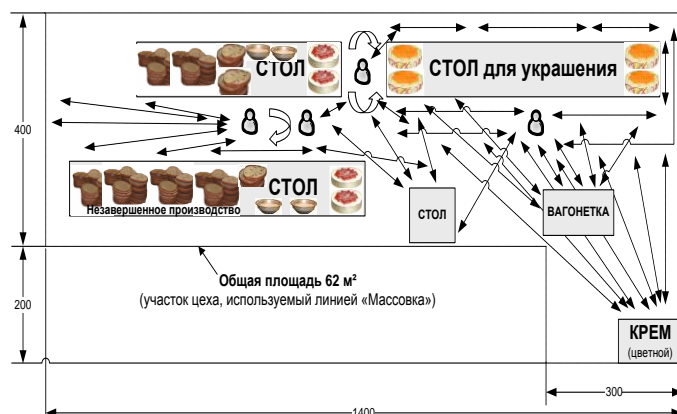 СТОЛ
СТОЛ для украшения
400
СТОЛ
Незавершенное производство
СТОЛ
ВАГОНЕТКА
Общая площадь 62 м²
(участок цеха, используемый линией «Массовка»)
200
КРЕМ
(цветной)
300
1400